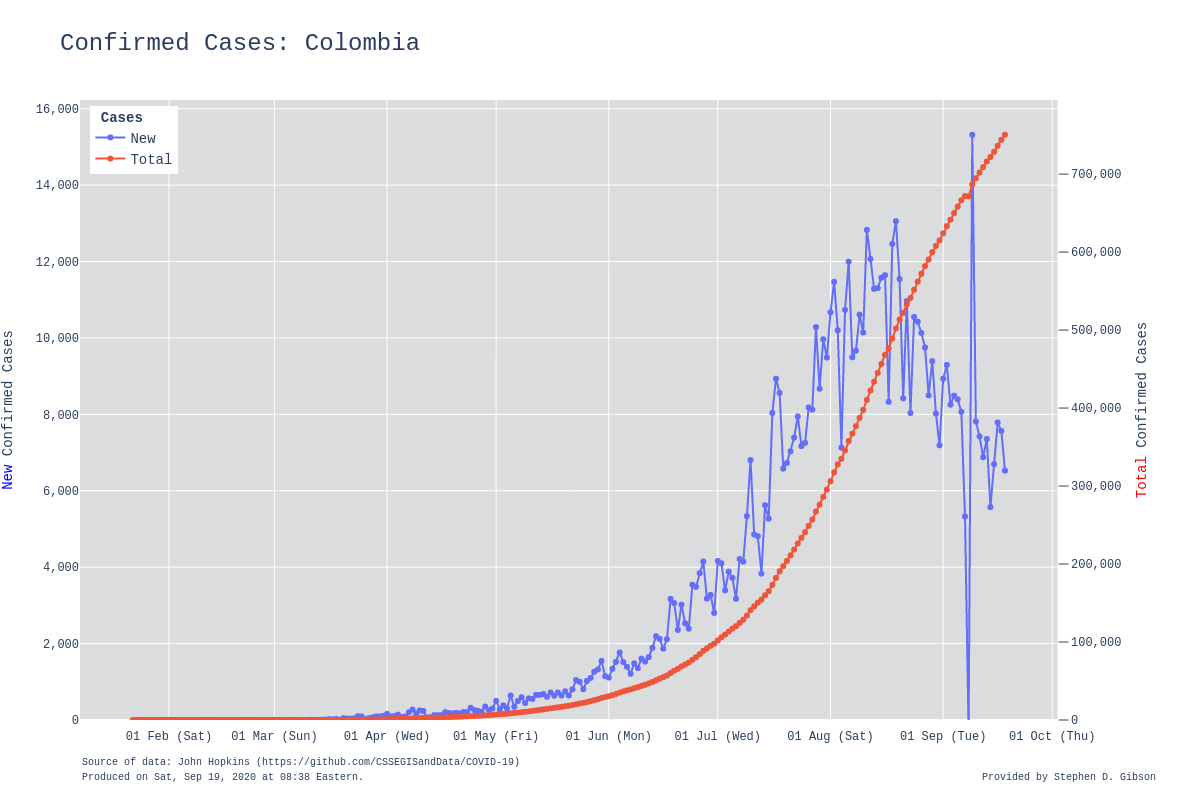 Confirmed Cases: Colombia
Cases
New
Total
16,000
14,000
12,000
10,000
8,000
6,000
4,000
2,000
0
New Confirmed Cases
700,000
600,000
500,000
400,000
300,000
200,000
100,000
0
Total Confirmed Cases
01 Feb (Sat)
01 Mar (Sun)
01 Apr (Wed)
01 May (Fri)
01 Jun (Mon)
01 Jul (Wed)
01 Aug (Sat)
01 Sep (Tue)
01 Oct (Thu)
Source of data: John Hopkins (https://github.com/CSSEGISandData/COVID-19)
Produced on Sat, Sep 19, 2020 at 08:38 Eastern.
Provided by Stephen D. Gibson